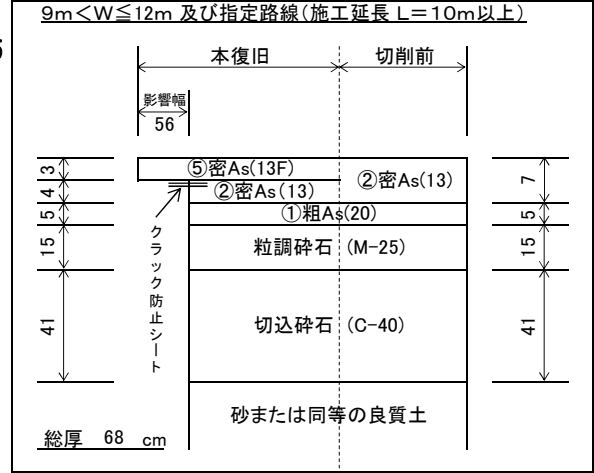 9m<W≦12m 及び指定路線(施工延長 L=10m以上)
本復旧
切削前
影響幅
56
3
4
5
15
41
⑤密As(13F)
②密As(13)
②密As(13)
①粗As(20)
粒調砕石 (M-25)
切込砕石 (C-40)
砂または同等の良質土
クラック防止シート
7
5
15
41
総厚 68 cm